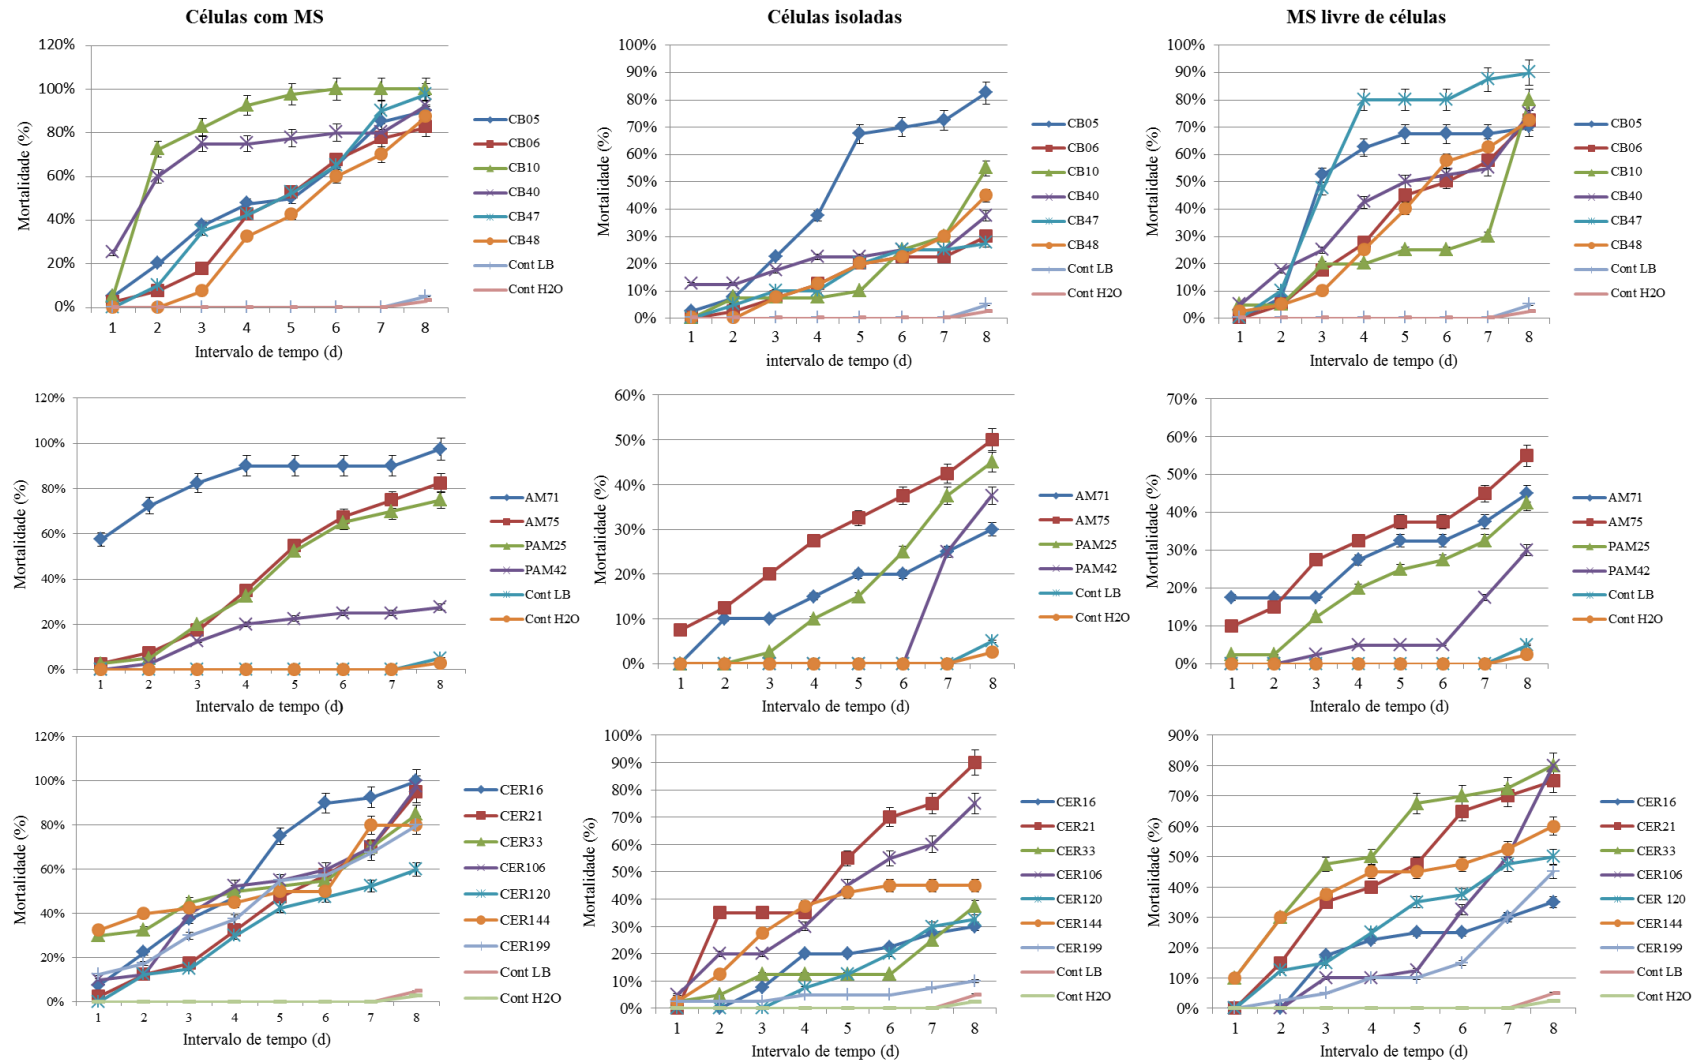 Células com MS
Células isoladas
MS livre de células
120%
100%
80%
60%
40%
20%
0%
Mortalidade (%)
1 2 3 4 5 6 7 8
Intervalo de tempo (d)
CB05
CB06
CB10
CB40
CB47
CB48
Cont LB
Cont H2O
100%
90%
80%
70%
60%
50%
40%
30%
20%
10%
0%
Mortalidade (%)
1 2 3 4 5 6 7 8
intervalo de tempo (d)
CB05
CB06
CB10
CB40
CB47
CB48
Cont LB
Cont H2O
100%
90%
80%
70%
60%
50%
40%
30%
20%
10%
0%
Mortalidade (%)
1 2 3 4 5 6 7 8
Intervalo de tempo (d)
CB05
CB06
CB10
CB40
CB47
CB48
Cont LB
Cont H2O
120%
100%
80%
60%
40%
20%
0%
Mortalidade (%)
1 2 3 4 5 6 7 8
Intervalo de tempo (d)
AM71
AM75
PAM25
PAM42
Cont LB
Cont H2O
60%
50%
40%
30%
20%
10%
0%
Mortalidade (%)
1 2 3 4 5 6 7 8
Intervalo de tempo (d)
AM71
AM75
PAM25
PAM42
Cont LB
Cont H2O
70%
60%
50%
40%
30%
20%
10%
0%
Mortalidade (%)
1 2 3 4 5 6 7 8
Interalo de tempo (d)
AM71
AM75
PAM25
PAM42
Cont LB
Cont H2O
120%
100%
80%
60%
40%
20%
0%
Mortalidade (%)
1 2 3 4 5 6 7 8
Intervalo de tempo (d)
CER16
CER21
CER33
CER106
CER120
CER144
CER199
Cont LB
Cont H2O
100%
90%
80%
70%
60%
50%
40%
30%
20%
10%
0%
Mortalidade (%)
1 2 3 4 5 6 7 8
Intervalo de tempo (d)
CER16
CER21
CER33
CER106
CER120
CER144
CER199
Cont LB
Cont H2O
90%
80%
70%
60%
50%
40%
30%
20%
10%
0%
Mortalidade (%)
1 2 3 4 5 6 7 8
Intervalo de tempo (d)
CER16
CER21
CER33
CER106
CER 120
CER144
CER199
Cont LB
Cont H2O